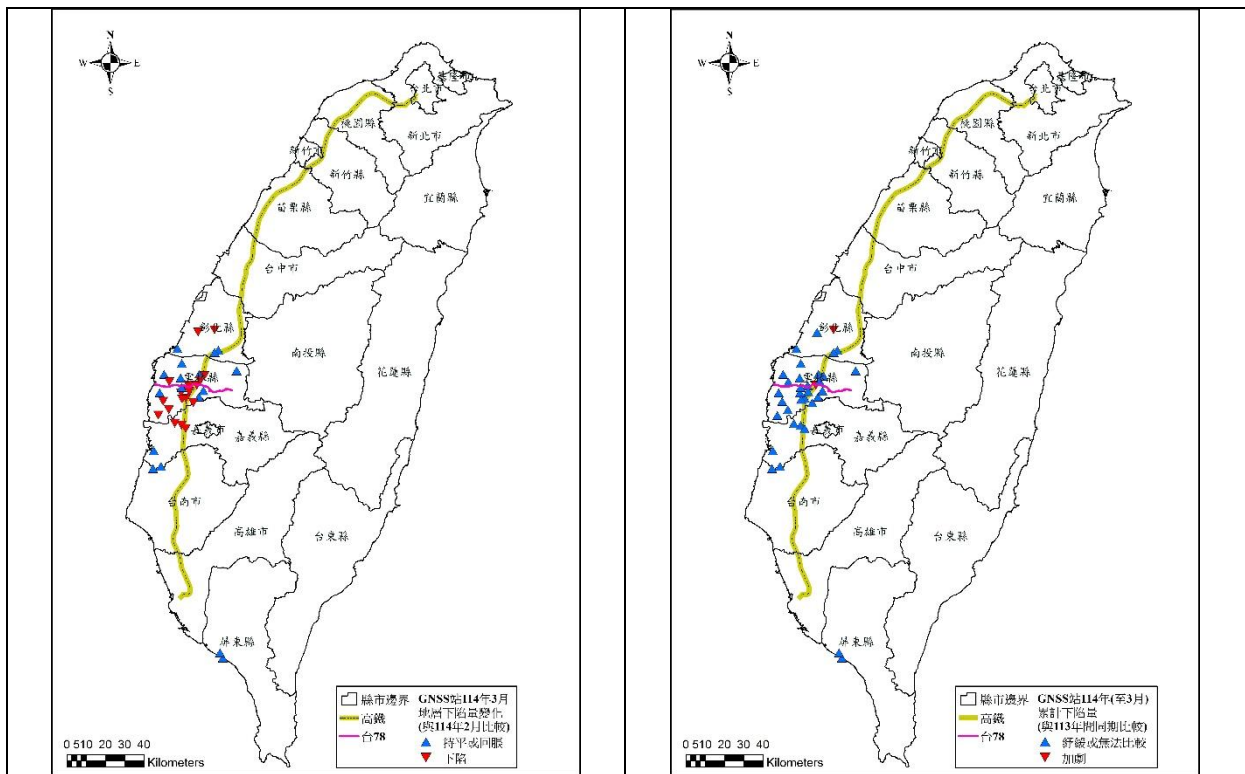 N
W E
S
基隆市
台北市
桃園縣
新北市
新竹市
新竹縣
宜蘭縣
苗栗縣
台中市
彰化縣
南投縣
花蓮縣
雲林縣
嘉義市
嘉義縣
台南市
高雄市
台東縣
屏東縣
縣市邊界
高鐵
台78
GNSS站114年3月
地層下陷量變化
(與114年2月比較)
持平或回脹
下陷
0 5 10 20 30 40
Kilometers
N
W E
S
基隆市
台北市
桃園縣
新北市
新竹市
新竹縣
宜蘭縣
苗栗縣
台中市
彰化縣
南投縣
花蓮縣
雲林縣
嘉義市
嘉義縣
台南市
高雄市
台東縣
屏東縣
縣市邊界
高鐵
台78
GNSS站114年(至3月)
累計下陷量
(與113年間同期比較)
紓緩或無法比較
加劇
0 5 10 20 30 40
Kilometers